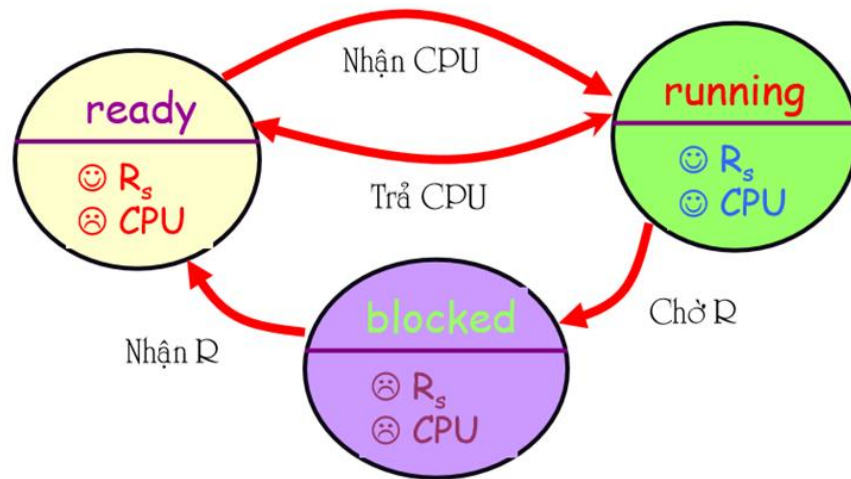 Nhận CPU
ready
☺ Rs
☹ CPU
running
☺ Rs
☺ CPU
Trả CPU
Chờ R
Nhận R
blocked
☹ Rs
☹ CPU